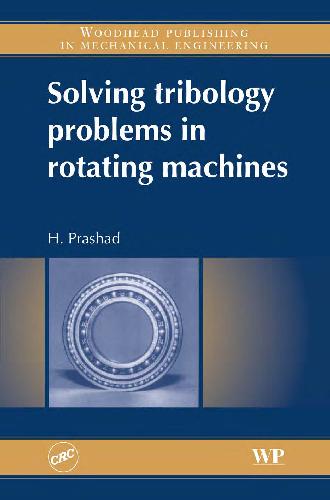 WOODHEAD PUBLISHING
IN MECHANICAL ENGINEERING
Solving tribology
problems in
rotating machines
H. Prashad
CRC
WP